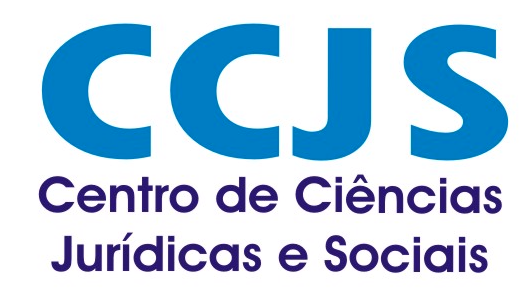 CCJS
Centro de Ciências
Jurídicas e Sociais